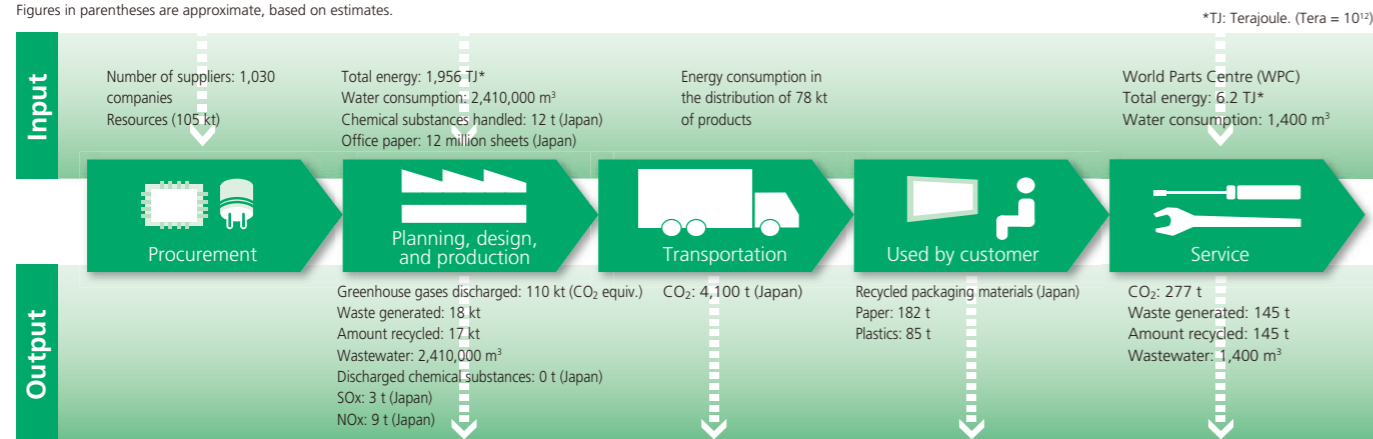 Figures in parentheses are approximate, based on estimates.
*TJ: Terajoule. (Tera = 10¹²)
Input
Number of suppliers: 1,030
companies
Resources (105 kt)
Total energy: 1,956 TJ*
Water consumption: 2,410,000 m³
Chemical substances handled: 12 t (Japan)
Office paper: 12 million sheets (Japan)
Energy consumption in
the distribution of 78 kt
of products
World Parts Centre (WPC)
Total energy: 6.2 TJ*
Water consumption: 1,400 m³
Procurement
Planning, design,
and production
Transportation
Used by customer
Service
Output
Greenhouse gases discharged: 110 kt (CO₂ equiv.)
Waste generated: 18 kt
Amount recycled: 17 kt
Wastewater: 2,410,000 m³
Discharged chemical substances: 0 t (Japan)
SOx: 3 t (Japan)
NOx: 9 t (Japan)
CO₂: 4,100 t (Japan)
Recycled packaging materials (Japan)
Paper: 182 t
Plastics: 85 t
CO₂: 277 t
Waste generated: 145 t
Amount recycled: 145 t
Wastewater: 1,400 m³